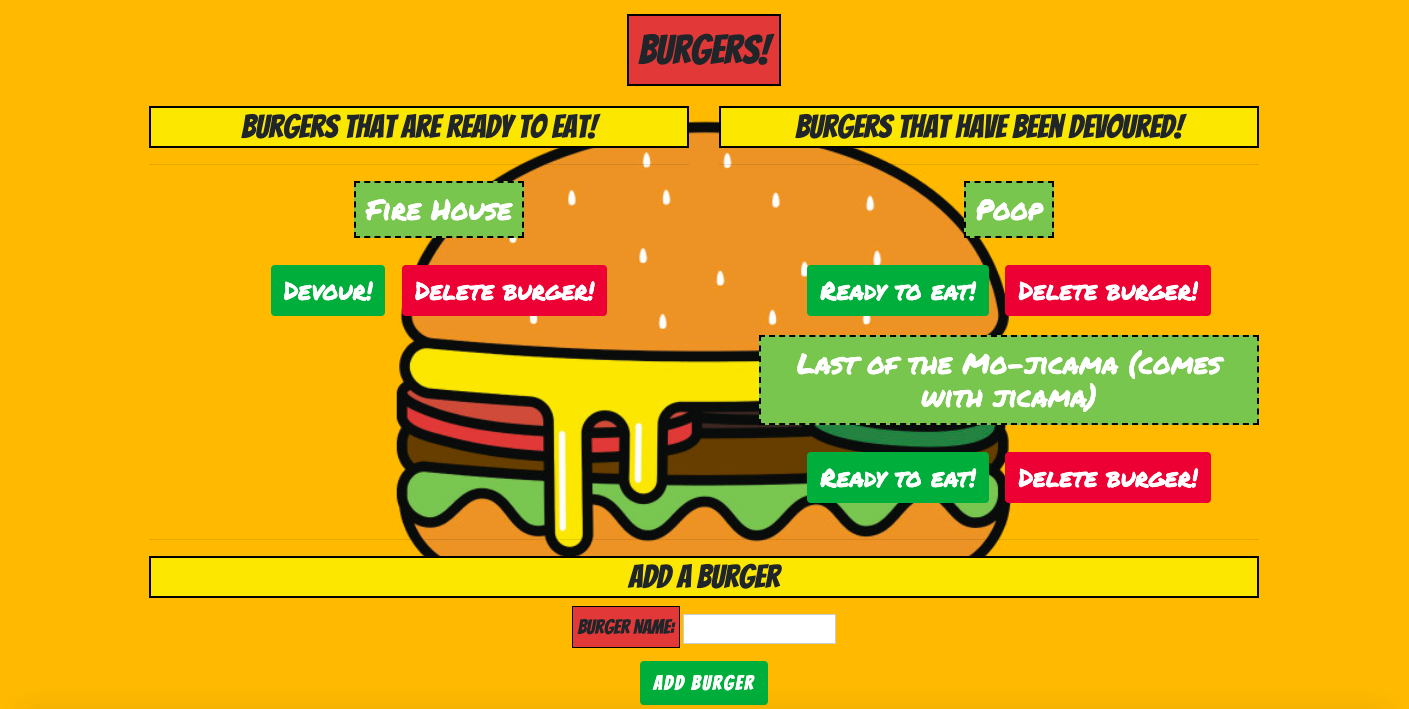 BURGERS!
BURGERS THAT ARE READY TO EAT!
Fire House
Devour! Delete burger!
BURGERS THAT HAVE BEEN DEVOURED!
Poop
Ready to eat! Delete burger!
Last of the Mo-jicama (comes
with jicama)
Ready to eat! Delete burger!
ADD A BURGER
BURGER NAME:
ADD BURGER